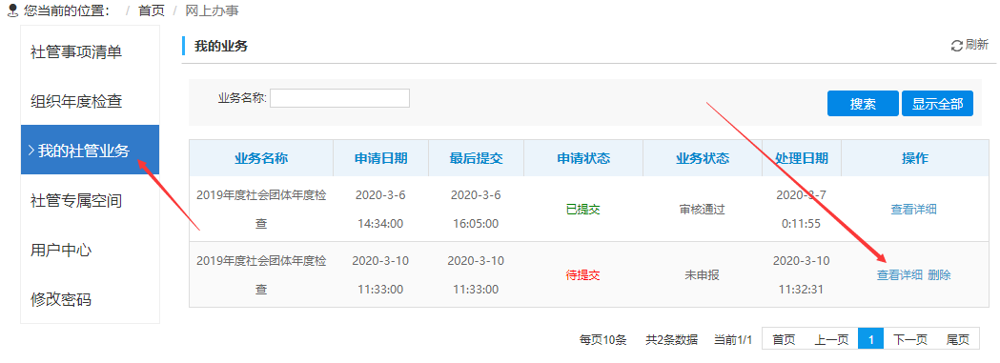 您当前的位置： / 首页 / 网上办事
社管事项清单
组织年度检查
我的社管业务
社管专属空间
用户中心
修改密码
我的业务
刷新
业务名称:
搜索 显示全部
业务名称 申请日期 最后提交 申请状态 业务状态 处理日期 操作
2019年度社会团体年度检 2020-3-6 2020-3-6 2020-3-7
已提交 审核通过 查看详细
查 14:34:00 16:05:00 0:11:55
2019年度社会团体年度检 2020-3-10 2020-3-10 2020-3-10
待提交 未申报 查看详细 删除
查 11:33:00 11:33:00 11:32:31
每页10条 共2条数据 当前1/1 首页 上一页 1 下一页 尾页